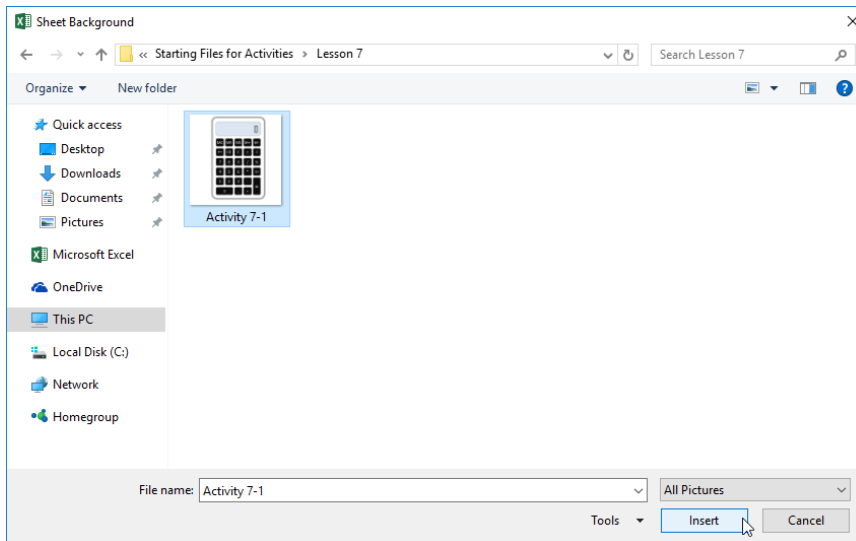 Sheet Background
« Starting Files for Activities › Lesson 7
Search Lesson 7
Organize
New folder
Quick access
Desktop
Downloads
Documents
Pictures
Microsoft Excel
OneDrive
This PC
Local Disk (C:)
Network
Homegroup
Activity 7-1
File name: Activity 7-1
All Pictures
Tools
Insert
Cancel